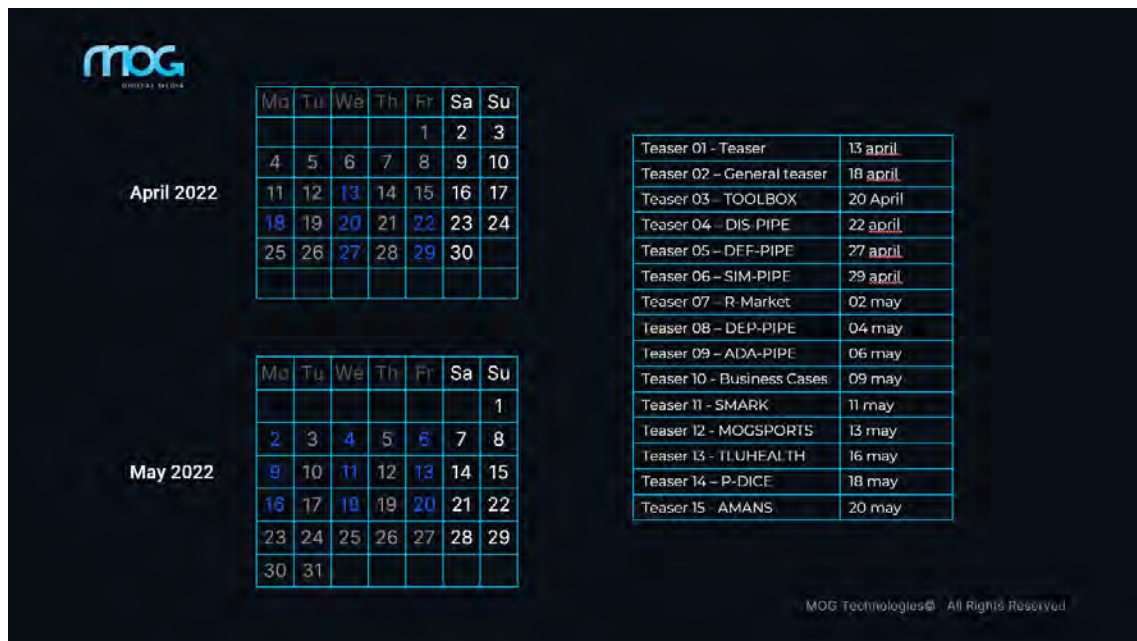 MOG
DIGITAL MEDIA
April 2022
Mo Tu We Th Fr Sa Su
1 2 3
4 5 6 7 8 9 10
11 12 13 14 15 16 17
18 19 20 21 22 23 24
25 26 27 28 29 30
May 2022
Mo Tu We Th Fr Sa Su
1
2 3 4 5 6 7 8
9 10 11 12 13 14 15
16 17 18 19 20 21 22
23 24 25 26 27 28 29
30 31
Teaser 01 - Teaser 13 april
Teaser 02 – General teaser 18 april
Teaser 03 – TOOLBOX 20 April
Teaser 04 – DIS-PIPE 22 april
Teaser 05 – DEF-PIPE 27 april
Teaser 06 – SIM-PIPE 29 april
Teaser 07 – R-Market 02 may
Teaser 08 – DEP-PIPE 04 may
Teaser 09 – ADA-PIPE 06 may
Teaser 10 - Business Cases 09 may
Teaser 11 - SMARK 11 may
Teaser 12 - MOGSPORTS 13 may
Teaser 13 - TLUHEALTH 16 may
Teaser 14 – P-DICE 18 may
Teaser 15 - AMANS 20 may
MOG Technologies© All Rights Reserved